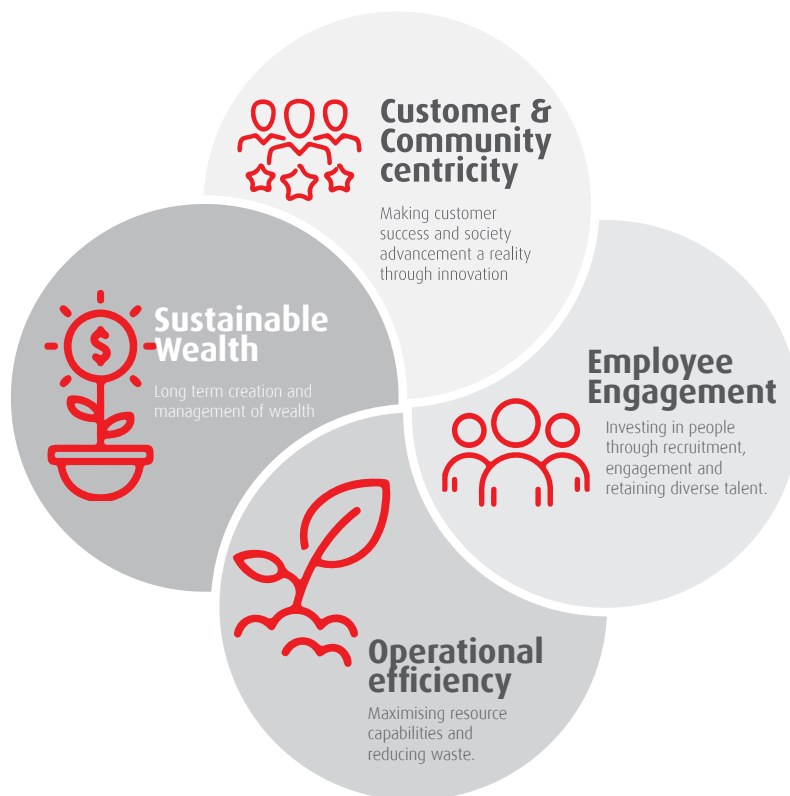 Customer &
Community
centricity
Making customer
success and society
advancement a reality
through innovation
Sustainable
Wealth
Long term creation and
management of wealth
$
Employee
Engagement
Investing in people
through recruitment,
engagement and
retaining diverse talent.
Operational
efficiency
Maximising resource
capabilities and
reducing waste.